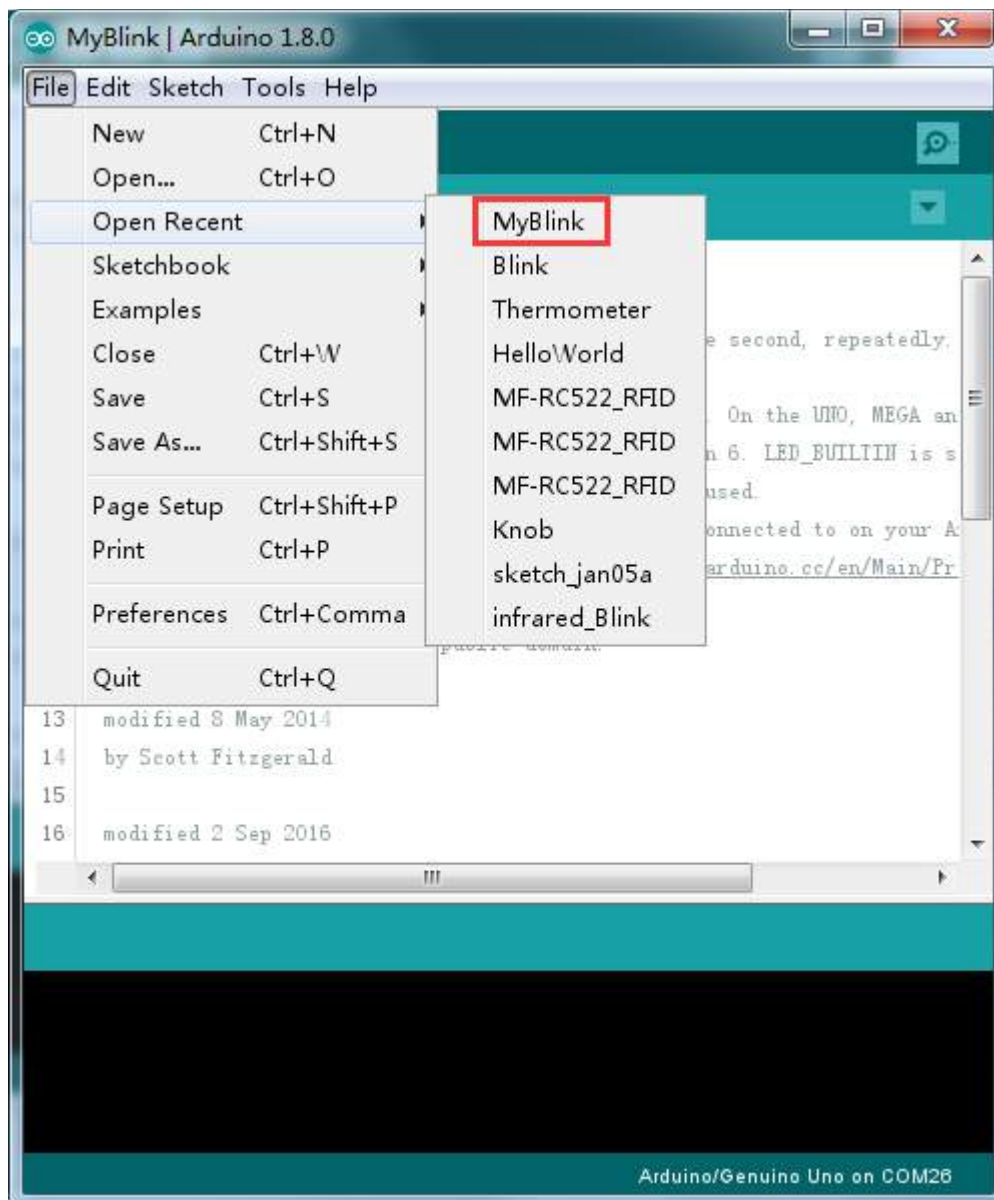 MyBlink | Arduino 1.8.0
File Edit Sketch Tools Help
New Ctrl+N
Open... Ctrl+O
Open Recent
Sketchbook
Examples
Close Ctrl+W
Save Ctrl+S
Save As... Ctrl+Shift+S
Page Setup Ctrl+Shift+P
Print Ctrl+P
Preferences Ctrl+Comma
Quit Ctrl+Q
MyBlink
Blink
Thermometer
HelloWorld
MF-RC522_RFID
MF-RC522_RFID
MF-RC522_RFID
Knob
sketch_jan05a
infrared_Blink
e second, repeatedly.
. On the UNO, MEGA an
n 6. LED_BUILTIN is s
used.
onnected to on your A
arduino.cc/en/Main/Pr
public domain.
13 modified 8 May 2014
14 by Scott Fitzgerald
15
16 modified 2 Sep 2016
Arduino/Genuino Uno on COM26